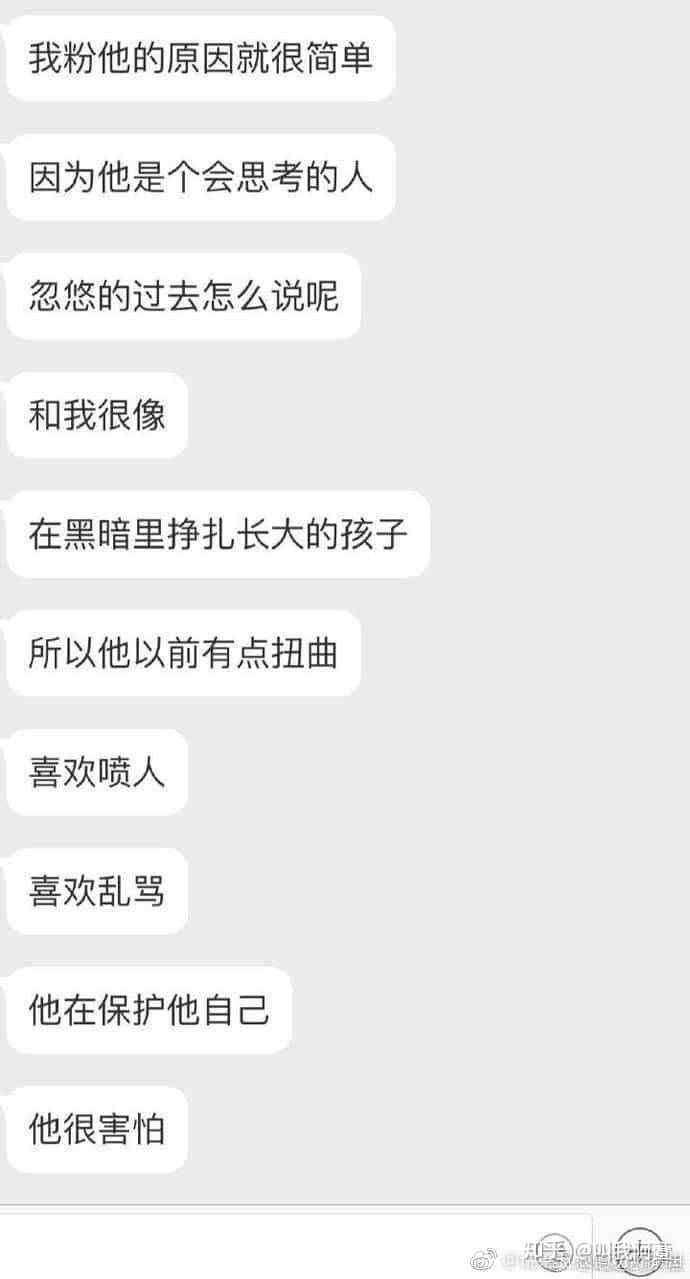 我粉他的原因就很简单
因为他是个会思考的人
忽悠的过去怎么说呢
和我很像
在黑暗里挣扎长大的孩子
所以他以前有点扭曲
喜欢喷人
喜欢乱骂
他在保护他自己
他很害怕
知乎 @叫我阿蓦